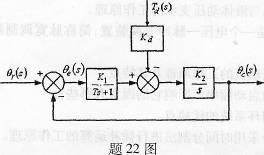 T_d(s)
K_d
θ_r(s) + θ_e(s) K_1 / Ts+1 + − K_2 / s θ_c(s)
−
题 22 图